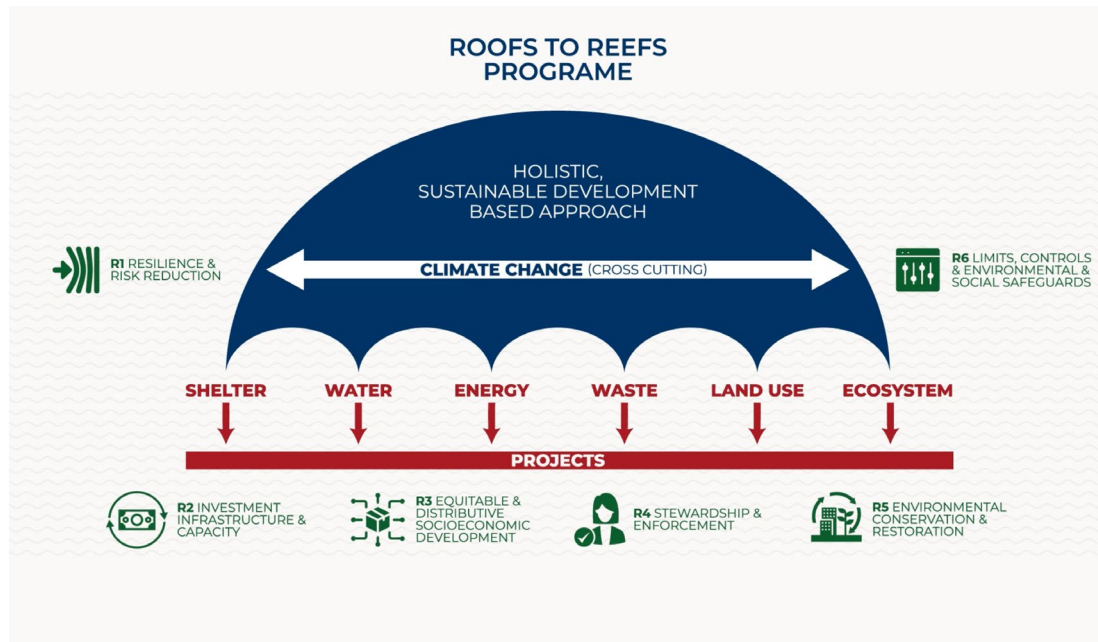 ROOFS TO REEFS
PROGRAME
HOLISTIC,
SUSTAINABLE DEVELOPMENT
BASED APPROACH
CLIMATE CHANGE (CROSS CUTTING)
R1 RESILIENCE &
RISK REDUCTION
R6 LIMITS, CONTROLS
& ENVIRONMENTAL &
SOCIAL SAFEGUARDS
SHELTER
WATER
ENERGY
WASTE
LAND USE
ECOSYSTEM
PROJECTS
R2 INVESTMENT
INFRASTRUCTURE &
CAPACITY
R3 EQUITABLE &
DISTRIBUTIVE
SOCIOECONOMIC
DEVELOPMENT
R4 STEWARDSHIP &
ENFORCEMENT
R5 ENVIRONMENTAL
CONSERVATION &
RESTORATION